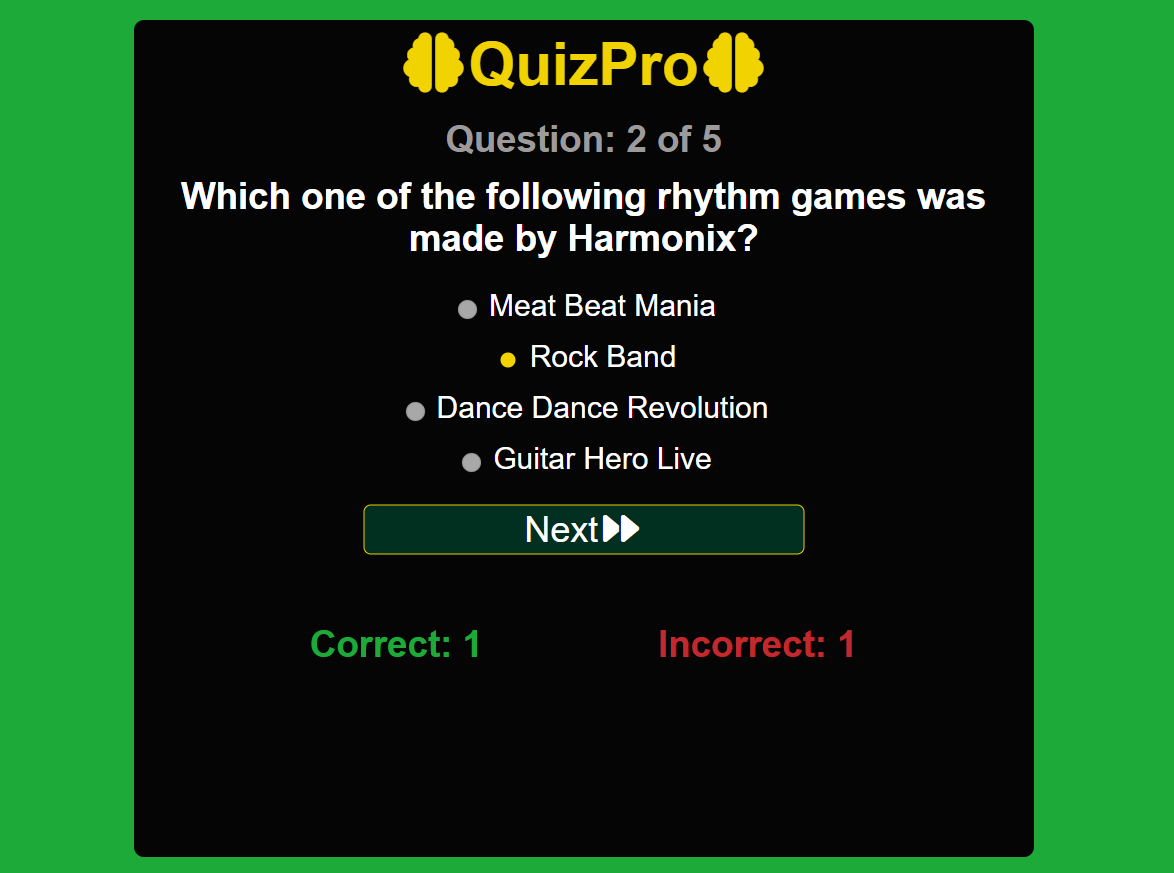 QuizPro
Question: 2 of 5
Which one of the following rhythm games was
made by Harmonix?
Meat Beat Mania
Rock Band
Dance Dance Revolution
Guitar Hero Live
Next
Correct: 1
Incorrect: 1